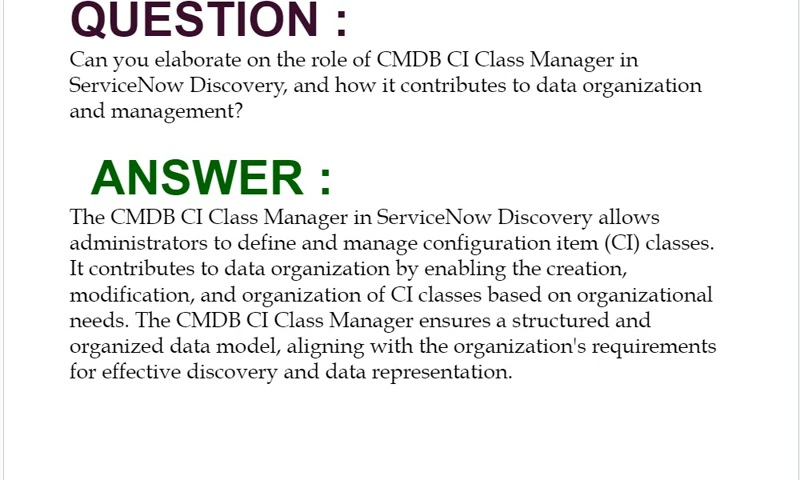 QUESTION :
Can you elaborate on the role of CMDB CI Class Manager in
ServiceNow Discovery, and how it contributes to data organization
and management?
ANSWER :
The CMDB CI Class Manager in ServiceNow Discovery allows
administrators to define and manage configuration item (CI) classes.
It contributes to data organization by enabling the creation,
modification, and organization of CI classes based on organizational
needs. The CMDB CI Class Manager ensures a structured and
organized data model, aligning with the organization's requirements
for effective discovery and data representation.